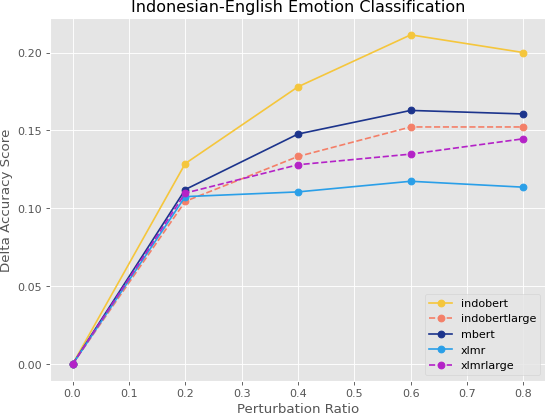 Indonesian-English Emotion Classification
Delta Accuracy Score
0.20
0.15
0.10
0.05
0.00
0.0 0.1 0.2 0.3 0.4 0.5 0.6 0.7 0.8
Perturbation Ratio
indobert
indobertlarge
mbert
xlmr
xlmrlarge